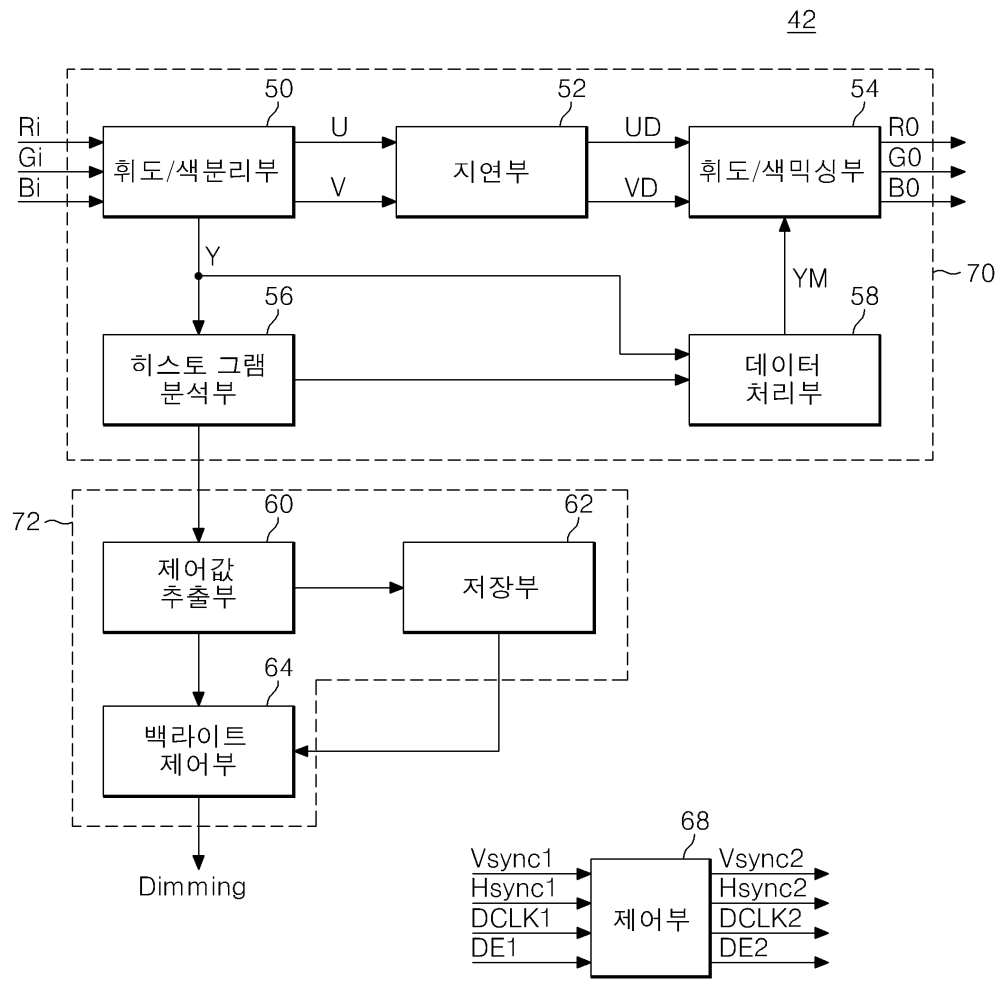 42
50
52
54
Ri
Gi
Bi
휘도/색분리부
U
V
지연부
UD
VD
휘도/색믹싱부
R0
G0
B0
Y
YM
70
56
58
히스토 그램
분석부
데이터
처리부
72
60
62
제어값
추출부
저장부
64
백라이트
제어부
Dimming
68
Vsync1
Hsync1
DCLK1
DE1
제어부
Vsync2
Hsync2
DCLK2
DE2